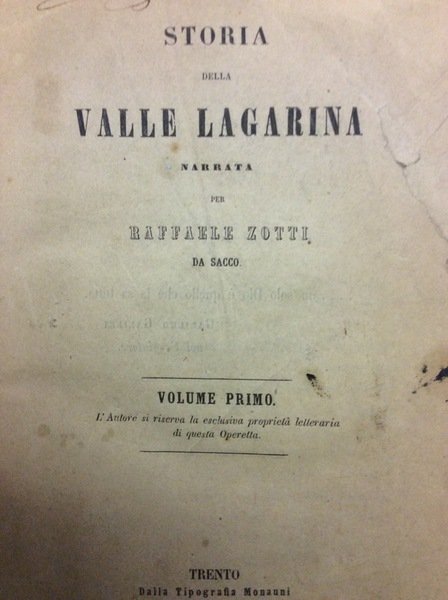 STORIA
DELLA
VALLE LAGARINA
NARRATA
PER
RAFFAELE ZOTTI
DA SACCO.
VOLUME PRIMO.
L'Autore si riserva la esclusiva proprietà letteraria
di questa Operetta.
TRENTO
Dalla Tipografia Monauni